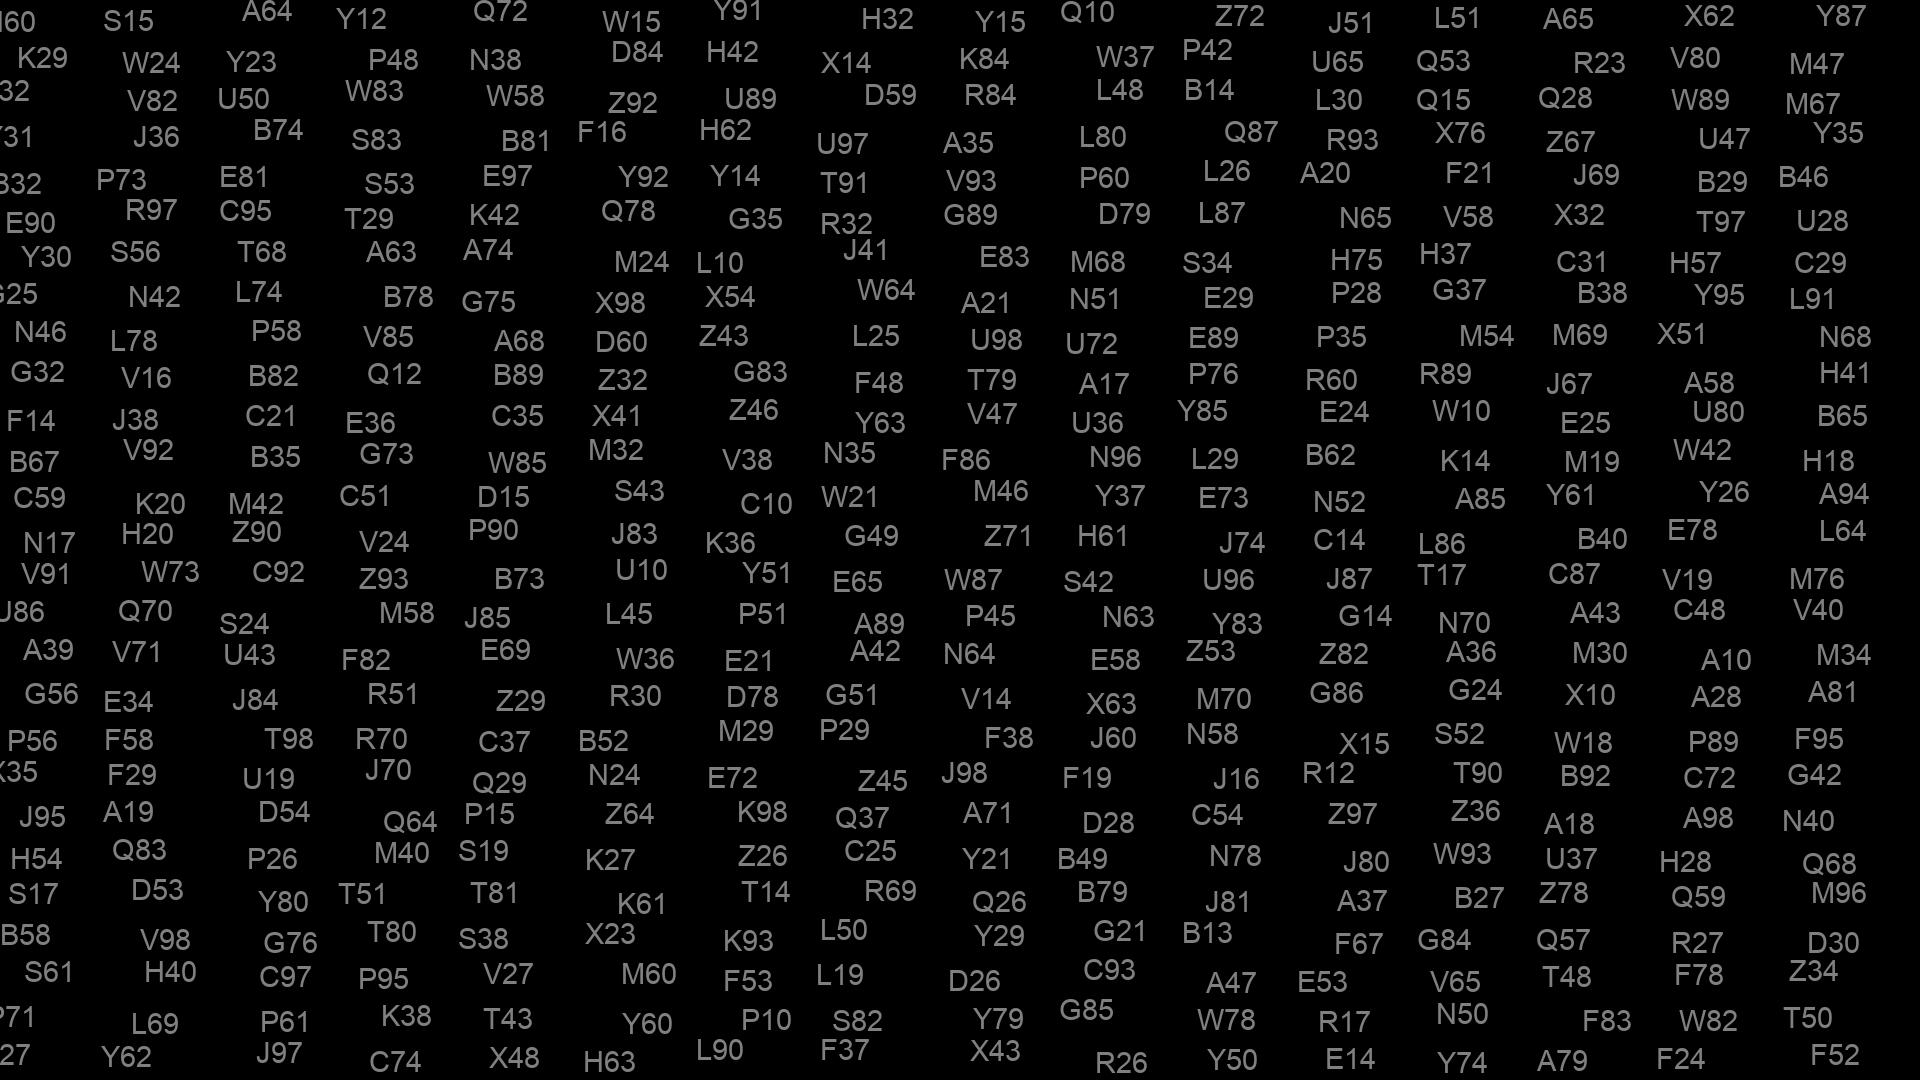 S15 A64 Y12 Q72 W15 Y91 H32 Y15 Q10 Z72 J51 L51 A65 X62 Y87
K29 W24 Y23 P48 N38 D84 H42 X14 K84 W37 P42 U65 Q53 R23 V80 M47
V82 U50 W83 W58 Z92 U89 D59 R84 L48 B14 L30 Q15 Q28 W89 M67
J36 B74 S83 B81 F16 H62 U97 A35 L80 Q87 R93 X76 Z67 U47 Y35
B32 P73 E81 S53 E97 Y92 Y14 T91 V93 P60 L26 A20 F21 J69 B29 B46
E90 R97 C95 T29 K42 Q78 G35 R32 G89 D79 L87 N65 V58 X32 T97 U28
Y30 S56 T68 A63 A74 M24 L10 J41 E83 M68 S34 H75 H37 C31 H57 C29
G25 N42 L74 B78 G75 X98 X54 W64 A21 N51 E29 P28 G37 B38 Y95 L91
N46 L78 P58 V85 A68 D60 Z43 L25 U98 U72 E89 P35 M54 M69 X51 N68
G32 V16 B82 Q12 B89 Z32 G83 F48 T79 A17 P76 R60 R89 J67 A58 H41
F14 J38 C21 E36 C35 X41 Z46 Y63 V47 U36 Y85 E24 W10 E25 U80 B65
B67 V92 B35 G73 W85 M32 V38 N35 F86 N96 L29 B62 K14 M19 W42 H18
C59 K20 M42 C51 D15 S43 C10 W21 M46 Y37 E73 N52 A85 Y61 Y26 A94
N17 H20 Z90 V24 P90 J83 K36 G49 Z71 H61 J74 C14 L86 B40 E78 L64
V91 W73 C92 Z93 B73 U10 Y51 E65 W87 S42 U96 J87 T17 C87 V19 M76
U86 Q70 S24 M58 J85 L45 P51 A89 P45 N63 Y83 G14 N70 A43 C48 V40
A39 V71 U43 F82 E69 W36 E21 A42 N64 E58 Z53 Z82 A36 M30 A10 M34
G56 E34 J84 R51 Z29 R30 D78 G51 V14 X63 M70 G86 G24 X10 A28 A81
P56 F58 T98 R70 C37 B52 M29 P29 F38 J60 N58 X15 S52 W18 P89 F95
X35 F29 U19 J70 Q29 N24 E72 Z45 J98 F19 J16 R12 T90 B92 C72 G42
J95 A19 D54 Q64 P15 Z64 K98 Q37 A71 D28 C54 Z97 Z36 A18 A98 N40
H54 Q83 P26 M40 S19 K27 Z26 C25 Y21 B49 N78 J80 W93 U37 H28 Q68
S17 D53 Y80 T51 T81 K61 T14 R69 Q26 B79 J81 A37 B27 Z78 Q59 M96
B58 V98 G76 T80 S38 X23 K93 L50 Y29 G21 B13 F67 G84 Q57 R27 D30
S61 H40 C97 P95 V27 M60 F53 L19 D26 C93 A47 E53 V65 T48 F78 Z34
P71 L69 P61 K38 T43 Y60 P10 S82 Y79 G85 W78 R17 N50 F83 W82 T50
Y62 J97 C74 X48 H63 L90 F37 X43 R26 Y50 E14 Y74 A79 F24 F52